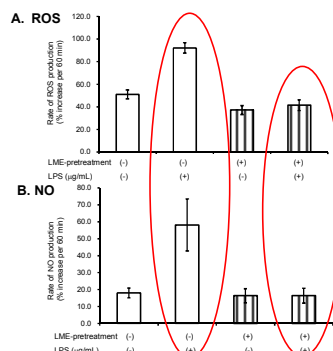 A. ROS
Rate of ROS production
(% increase per 60 min)
120.0
100.0
80.0
60.0
40.0
20.0
0.0
LME-pretreatment (-) (-) (+) (+)
LPS (μg/mL) (-) (+) (-) (+)
B. NO
Rate of NO production
(% increase per 60 min)
80.0
70.0
60.0
50.0
40.0
30.0
20.0
10.0
0.0
LME-pretreatment (-) (-) (+) (+)
LPS (μg/mL) (-) (+) (-) (+)